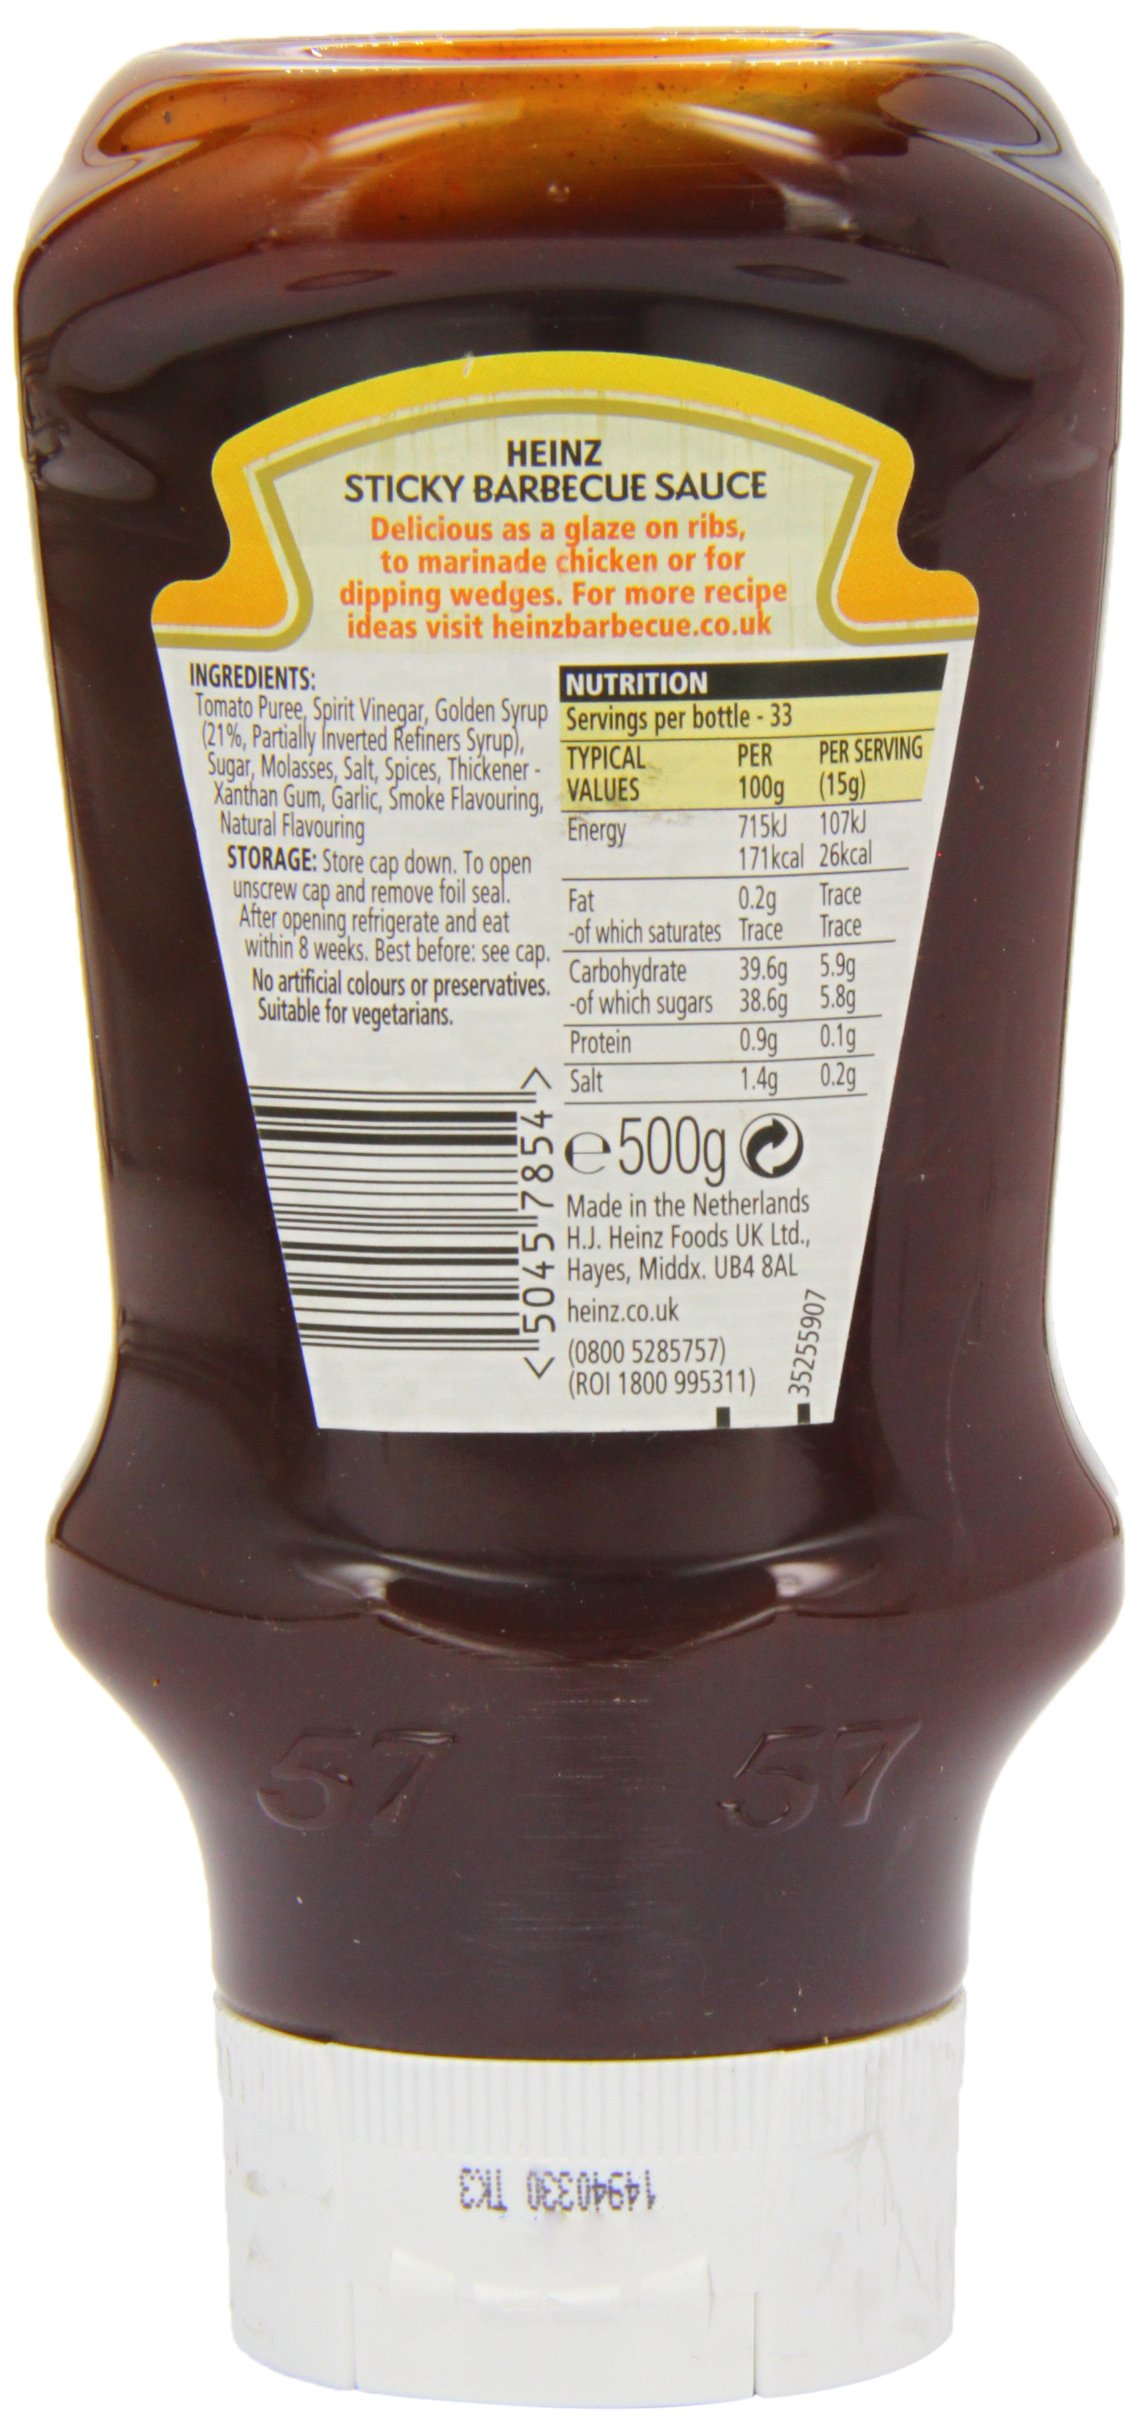 HEINZ
STICKY BARBECUE SAUCE
Delicious as a glaze on ribs,
to marinade chicken or for
dipping wedges. For more recipe
ideas visit heinzbarbecue.co.uk
INGREDIENTS:
Tomato Puree, Spirit Vinegar, Golden Syrup
(21%, Partially Inverted Refiners Syrup),
Sugar, Molasses, Salt, Spices, Thickener -
Xanthan Gum, Garlic, Smoke Flavouring,
Natural Flavouring
STORAGE: Store cap down. To open
unscrew cap and remove foil seal.
After opening refrigerate and eat
within 8 weeks. Best before: see cap.
No artificial colours or preservatives.
Suitable for vegetarians.
< 5045 7854 >
NUTRITION
Servings per bottle - 33
TYPICAL PER PER SERVING
VALUES 100g (15g)
Energy 715kJ 107kJ
171kcal 26kcal
Fat 0.2g Trace
-of which saturates Trace Trace
Carbohydrate 39.6g 5.9g
-of which sugars 38.6g 5.8g
Protein 0.9g 0.1g
Salt 1.4g 0.2g
e500g
Made in the Netherlands
H.J. Heinz Foods UK Ltd.,
Hayes, Middx. UB4 8AL
heinz.co.uk
(0800 5285757)
(ROI 1800 995311)
35255907
57 57
14940330 TK3